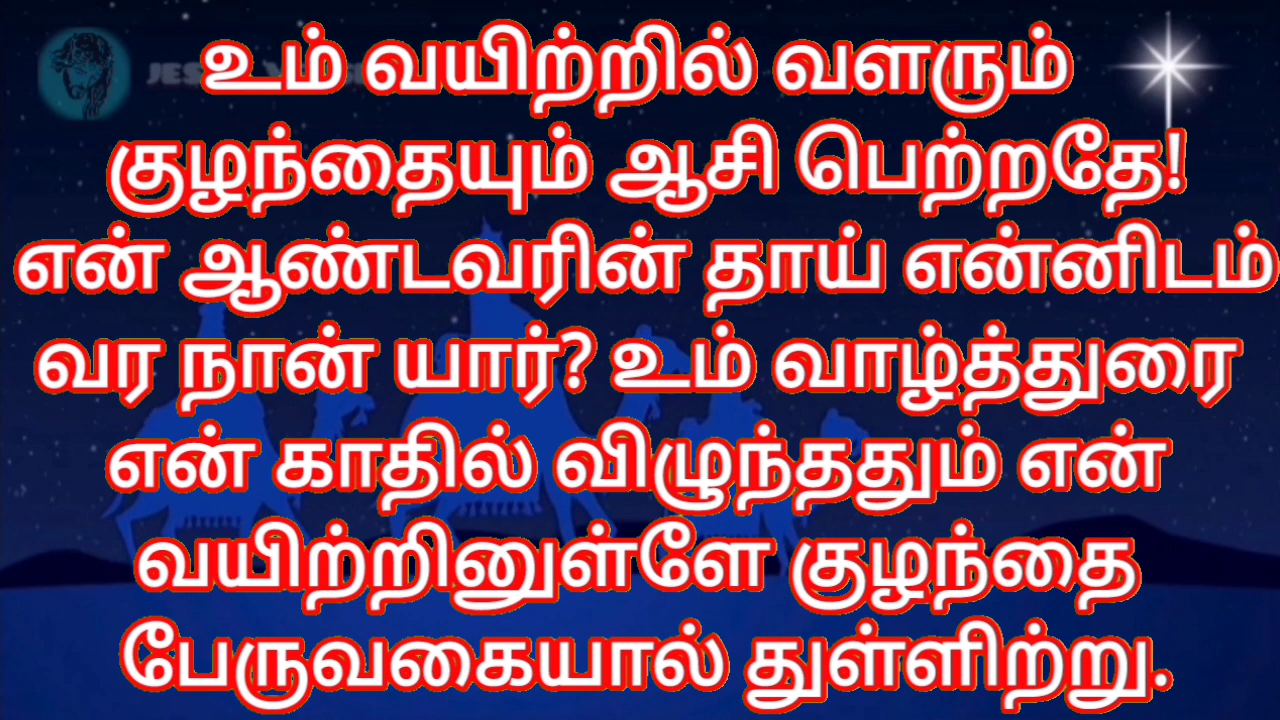 உம் வயிற்றில் வளரும்
குழந்தையும் ஆசி பெற்றதே!
என் ஆண்டவரின் தாய் என்னிடம்
வர நான் யார்? உம் வாழ்த்துரை
என் காதில் விழுந்ததும் என்
வயிற்றினுள்ளே குழந்தை
பேருவகையால் துள்ளிற்று.